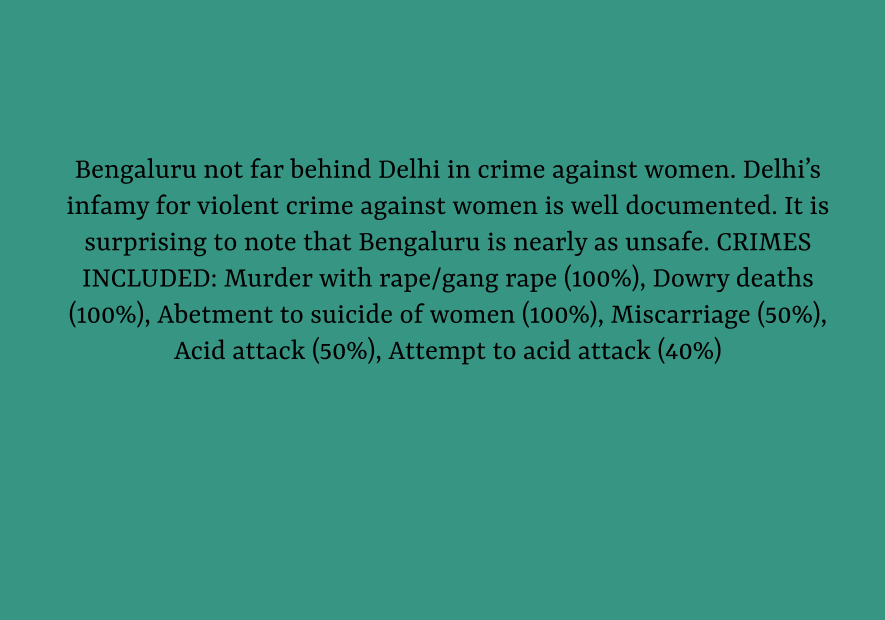 Bengaluru not far behind Delhi in crime against women. Delhi’s
infamy for violent crime against women is well documented. It is
surprising to note that Bengaluru is nearly as unsafe. CRIMES
INCLUDED: Murder with rape/gang rape (100%), Dowry deaths
(100%), Abetment to suicide of women (100%), Miscarriage (50%),
Acid attack (50%), Attempt to acid attack (40%)